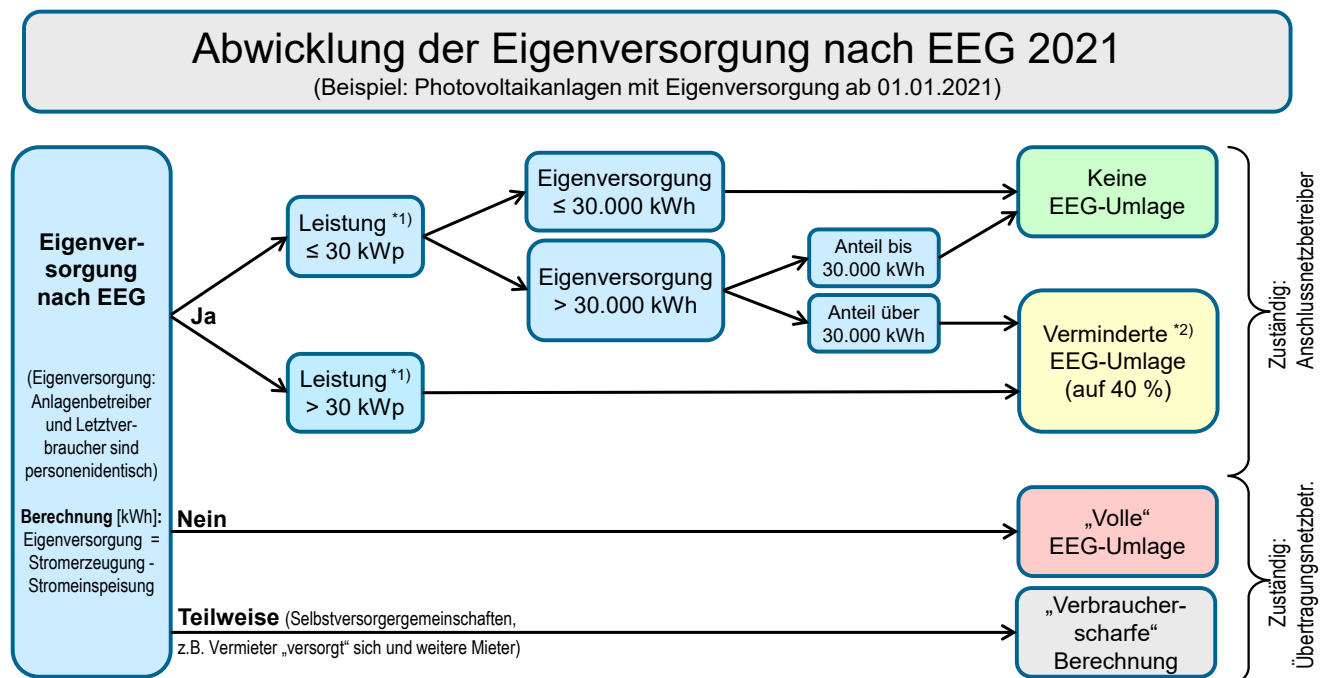 Abwicklung der Eigenversorgung nach EEG 2021
(Beispiel: Photovoltaikanlagen mit Eigenversorgung ab 01.01.2021)
Eigenver-
sorgung
nach EEG
(Eigenversorgung:
Anlagenbetreiber
und Letztver-
braucher sind
personenidentisch)
Berechnung [kWh]:
Eigenversorgung =
Stromerzeugung -
Stromeinspeisung
Ja
Leistung *1)
≤ 30 kWp
Leistung *1)
> 30 kWp
Eigenversorgung
≤ 30.000 kWh
Eigenversorgung
> 30.000 kWh
Anteil bis
30.000 kWh
Anteil über
30.000 kWh
Keine
EEG-Umlage
Verminderte *2)
EEG-Umlage
(auf 40 %)
Zuständig:
Anschlussnetzbetreiber
Nein
„Volle“
EEG-Umlage
Teilweise (Selbstversorgergemeinschaften,
z.B. Vermieter „versorgt“ sich und weitere Mieter)
„Verbraucher-
scharfe“
Berechnung
Zuständig:
Übertragungsnetzbetr.